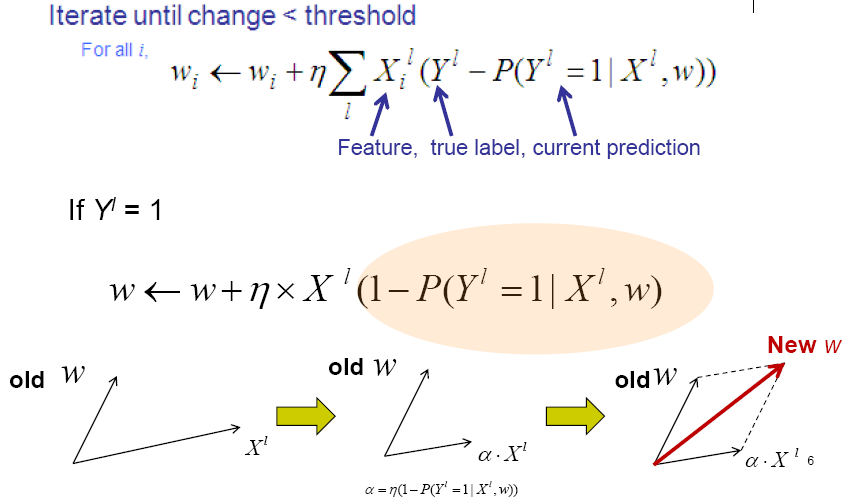 Iterate until change < threshold
For all i,
w_i ← w_i + η ∑_l X_i^l (Y^l − P(Y^l = 1 | X^l, w))
Feature, true label, current prediction
If Y^l = 1
w ← w + η × X^l (1 − P(Y^l = 1 | X^l, w)
New w
old w
old w
old w
X^l
α · X^l
α · X^l 6
α = η(1 − P(Y^l = 1 | X^l, w))